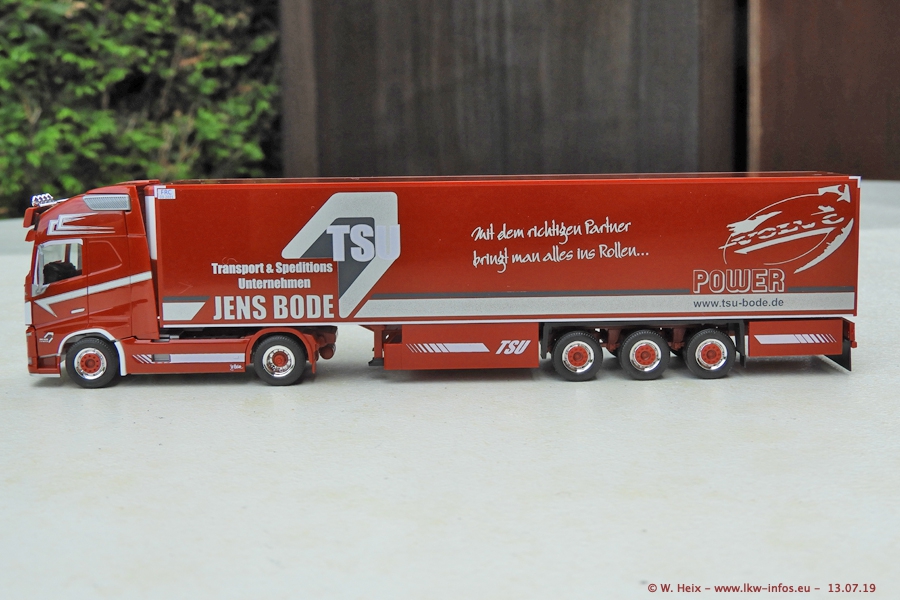 TSU
Transport & Speditions
Unternehmen
JENS BODE
Mit dem richtigen Partner
bringt man alles ins Rollen...
POWER
www.tsu-bode.de
TSU
© W. Heix - www.lkw-infos.eu - 13.07.19